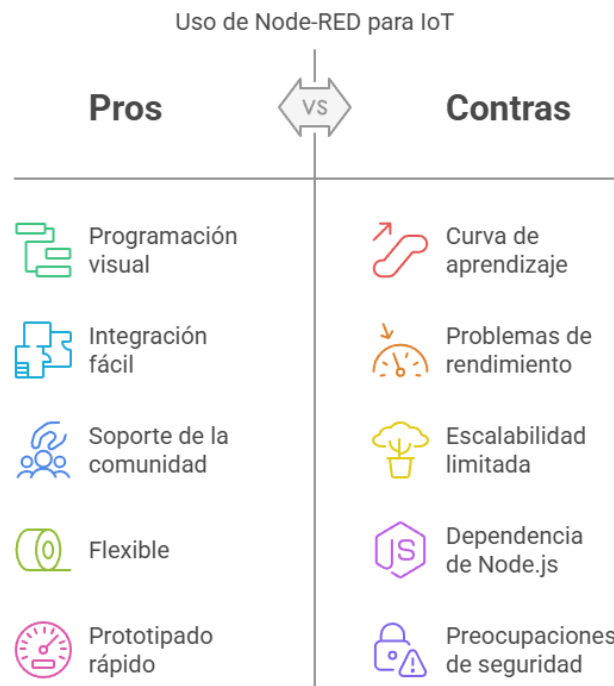 Uso de Node-RED para IoT
Pros
VS
Contras
Programación
visual
Integración
fácil
Soporte de la
comunidad
Flexible
Prototipado
rápido
Curva de
aprendizaje
Problemas de
rendimiento
Escalabilidad
limitada
JS
Dependencia
de Node.js
Preocupaciones
de seguridad